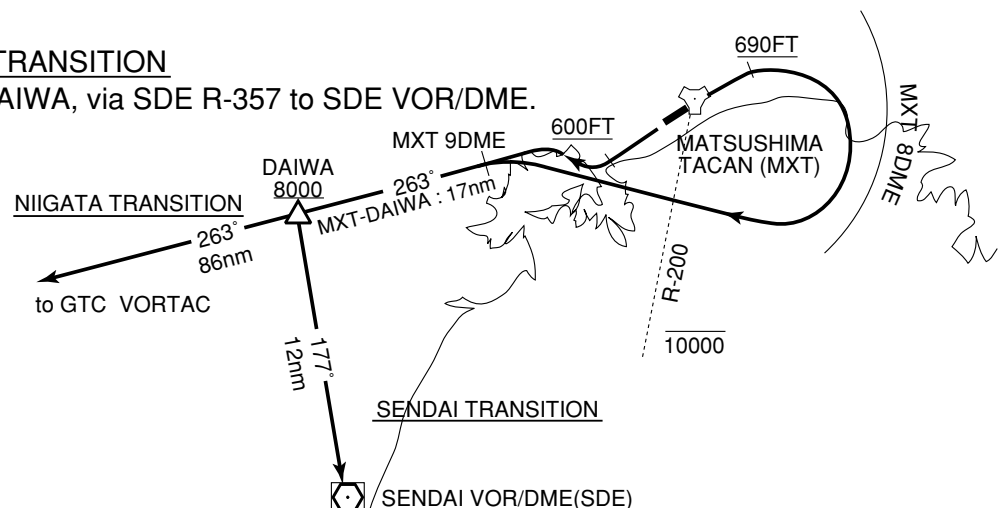 TRANSITION
AIWA, via SDE R-357 to SDE VOR/DME.
690FT
MXT 8DME
600FT
MXT 9DME
MATSUSHIMA
TACAN (MXT)
DAIWA
8000
263°
MXT-DAIWA : 17nm
NIIGATA TRANSITION
263°
86nm
to GTC VORTAC
R-200
10000
177°
12nm
SENDAI TRANSITION
SENDAI VOR/DME(SDE)